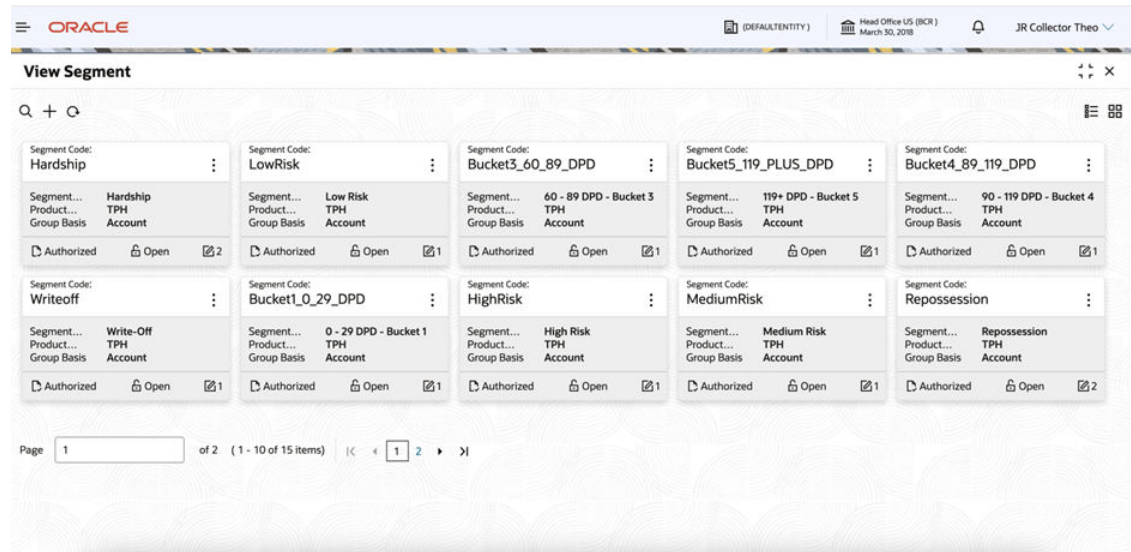 ORACLE (DEFAULTENTITY) Head Office US (BCR) JR Collector Theo
March 30, 2018
View Segment
Segment Code: Segment Code: Segment Code: Segment Code: Segment Code:
Hardship LowRisk Bucket3_60_89_DPD Bucket5_119_PLUS_DPD Bucket4_89_119_DPD
Segment... Hardship Segment... Low Risk Segment... 60 - 89 DPD - Bucket 3 Segment... 119+ DPD - Bucket 5 Segment... 90 - 119 DPD - Bucket 4
Product... TPH Product... TPH Product... TPH Product... TPH Product... TPH
Group Basis Account Group Basis Account Group Basis Account Group Basis Account Group Basis Account
Authorized Open 2 Authorized Open 1 Authorized Open 1 Authorized Open 1 Authorized Open 1
Segment Code: Segment Code: Segment Code: Segment Code: Segment Code:
Writeoff Bucket1_0_29_DPD HighRisk MediumRisk Repossession
Segment... Write-Off Segment... 0 - 29 DPD - Bucket 1 Segment... High Risk Segment... Medium Risk Segment... Repossession
Product... TPH Product... TPH Product... TPH Product... TPH Product... TPH
Group Basis Account Group Basis Account Group Basis Account Group Basis Account Group Basis Account
Authorized Open 1 Authorized Open 1 Authorized Open 1 Authorized Open 1 Authorized Open 2
Page 1 of 2 (1 - 10 of 15 items) 1 2